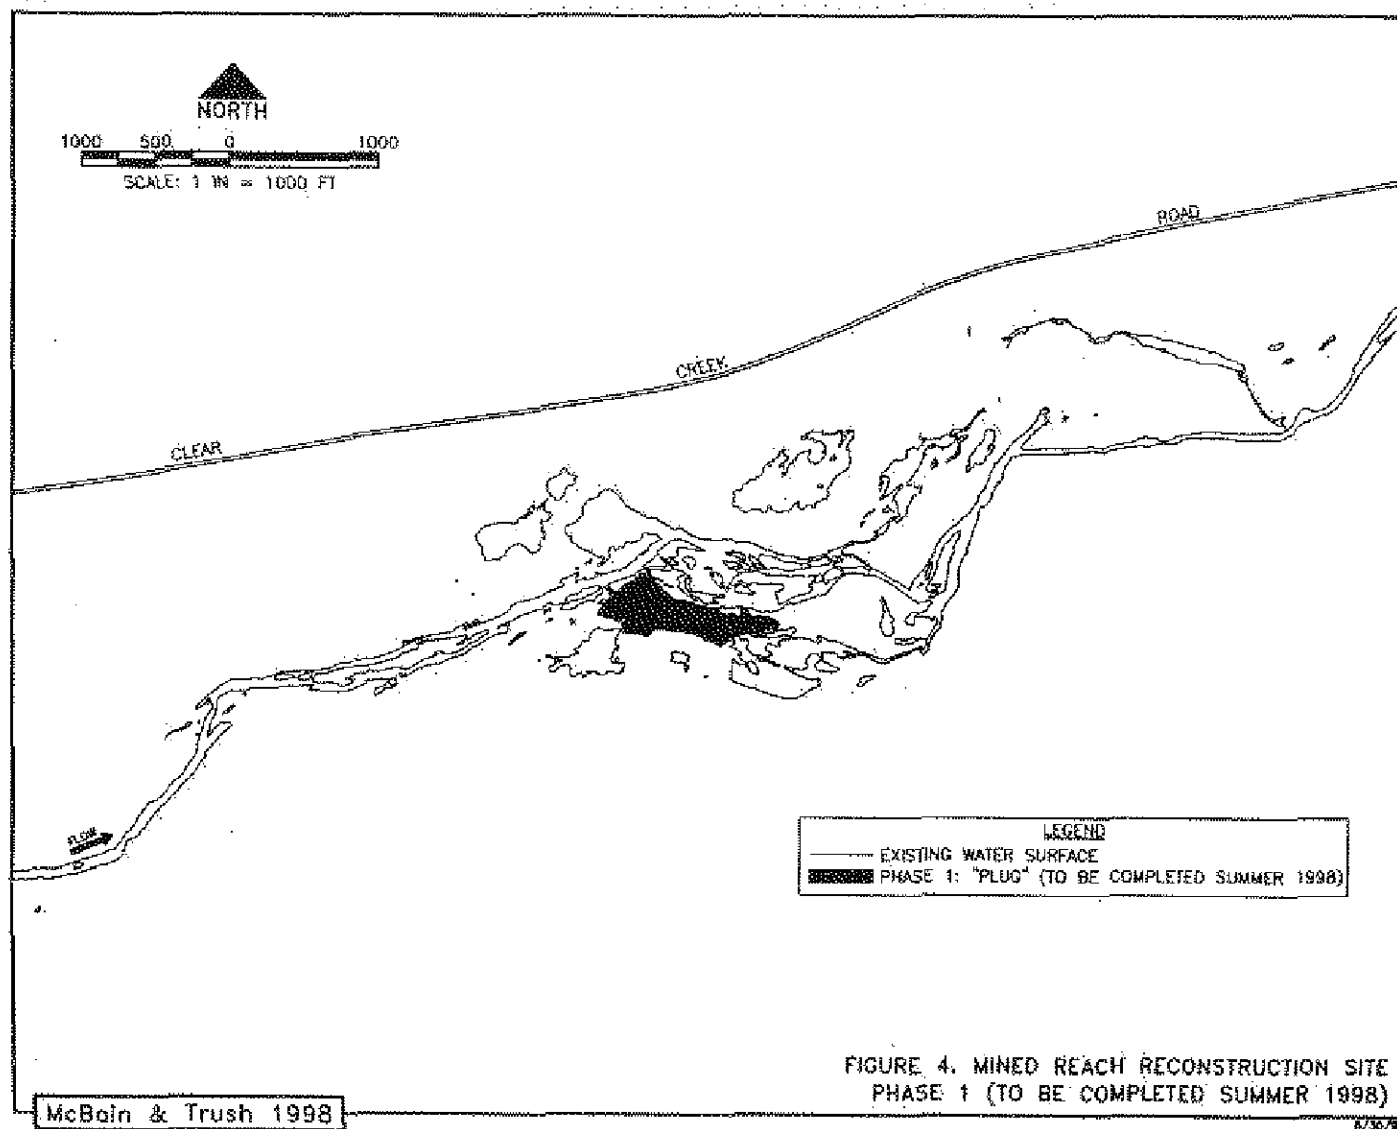 NORTH
1000 500 0 1000
SCALE: 1 IN = 1000 FT
ROAD
CREEK
CLEAR
FLOW
LEGEND
EXISTING WATER SURFACE
PHASE 1: "PLUG" (TO BE COMPLETED SUMMER 1998)
FIGURE 4. MINED REACH RECONSTRUCTION SITE
PHASE 1 (TO BE COMPLETED SUMMER 1998)
McBain & Trush 1998